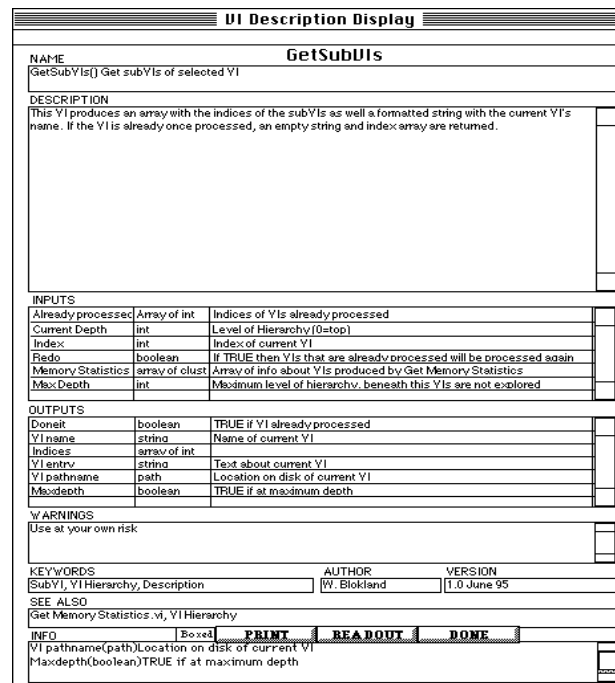 VI Description Display
NAME
GetSubVIs
GetSubVIs() Get subVIs of selected VI
DESCRIPTION
This VI produces an array with the indices of the subVIs as well a formatted string with the current VI's
name. If the VI is already once processed, an empty string and index array are returned.
INPUTS
Already processed Array of int Indices of VIs already processed
Current Depth int Level of Hierarchy (0=top)
Index int Index of current VI
Redo boolean If TRUE then VIs that are already processed will be processed again
Memory Statistics array of clust Array of info about VIs produced by Get Memory Statistics
Max Depth int Maximum level of hierarchy, beneath this VIs are not explored
OUTPUTS
Doneit boolean TRUE if VI already processed
VI name string Name of current VI
Indices array of int
VI entry string Text about current VI
VI pathname path Location on disk of current VI
Maxdepth boolean TRUE if at maximum depth
WARNINGS
Use at your own risk
KEYWORDS AUTHOR VERSION
SubVI, VI Hierarchy, Description W. Blokland 1.0 June 95
SEE ALSO
Get Memory Statistics.vi, VI Hierarchy
INFO Boxed PRINT READOUT DONE
VI pathname(path)Location on disk of current VI
Maxdepth(boolean)TRUE if at maximum depth